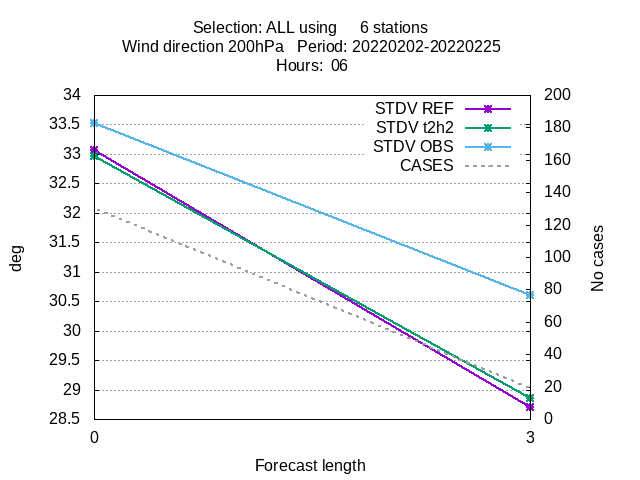 Selection: ALL using     6 stations
Wind direction 200hPa   Period: 20220202-20220225
Hours:  06
34
33.5
33
32.5
32
31.5
31
30.5
30
29.5
29
28.5
200
180
160
140
120
100
80
60
40
20
0
STDV REF
STDV t2h2
STDV OBS
CASES
deg
No cases
0
3
Forecast length